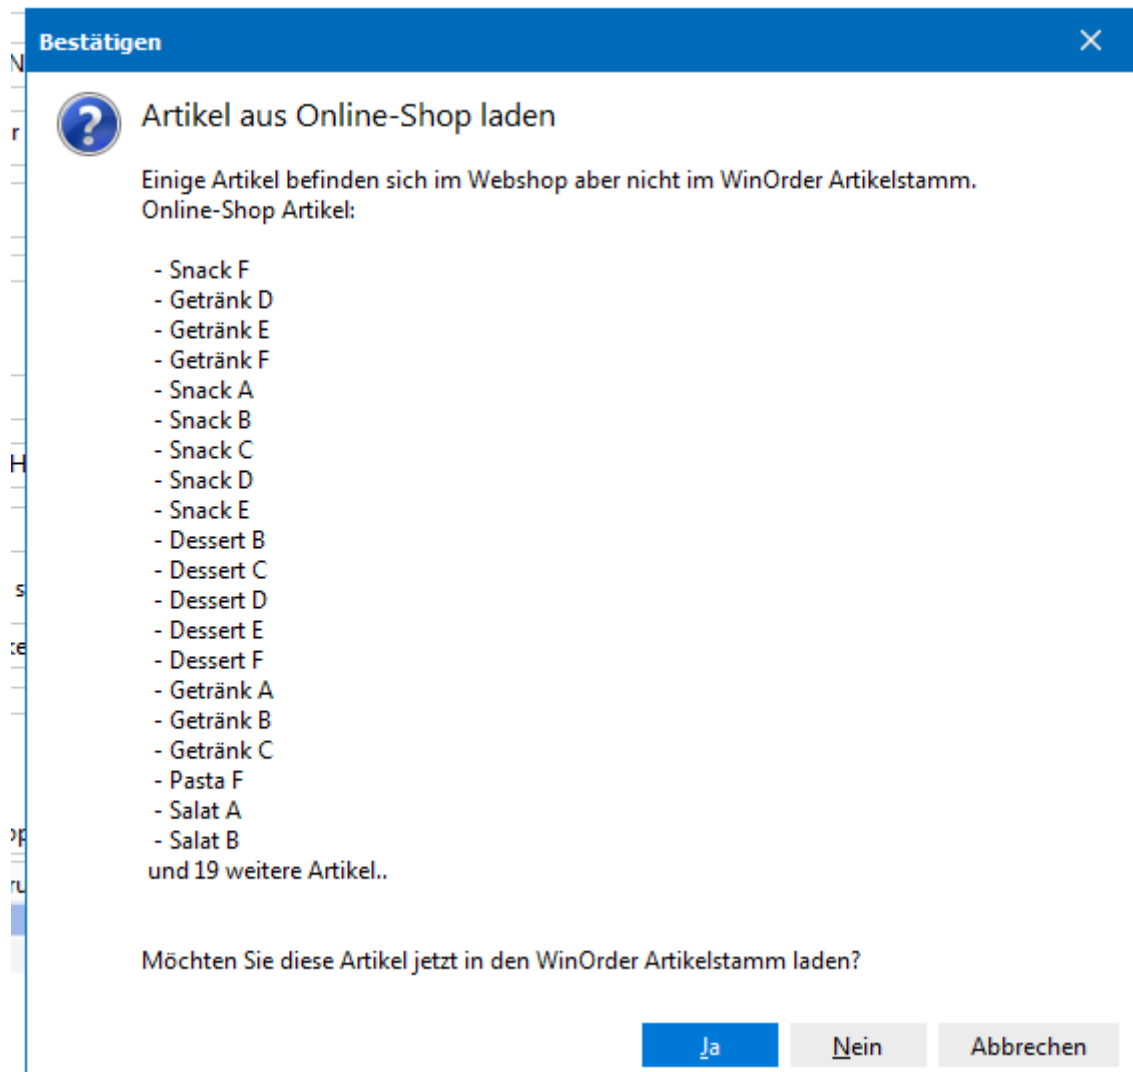 Bestätigen
Artikel aus Online-Shop laden
Einige Artikel befinden sich im Webshop aber nicht im WinOrder Artikelstamm.
Online-Shop Artikel:
- Snack F
- Getränk D
- Getränk E
- Getränk F
- Snack A
- Snack B
- Snack C
- Snack D
- Snack E
- Dessert B
- Dessert C
- Dessert D
- Dessert E
- Dessert F
- Getränk A
- Getränk B
- Getränk C
- Pasta F
- Salat A
- Salat B
und 19 weitere Artikel..
Möchten Sie diese Artikel jetzt in den WinOrder Artikelstamm laden?
Ja Nein Abbrechen